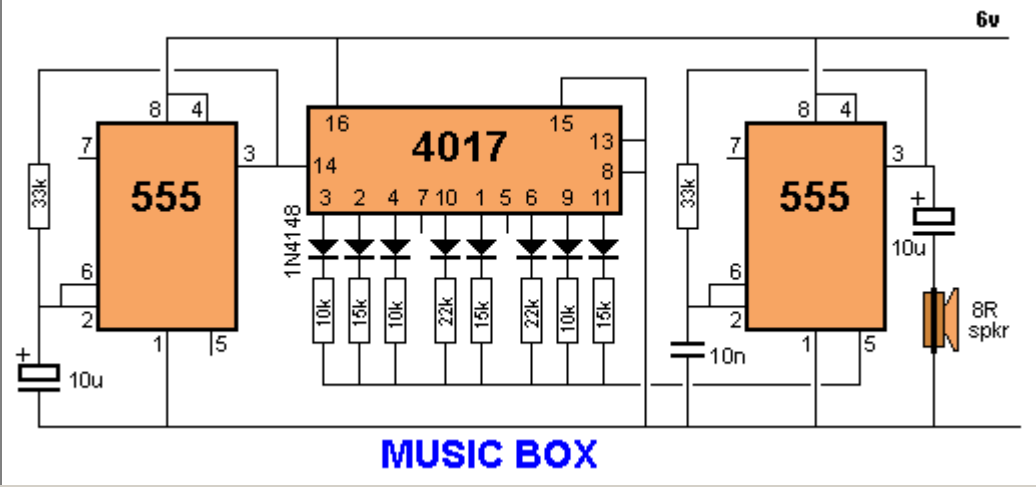 6v
8 4
8 4
16 15
7
3
7
3
4017
13
14
8
33k
555
33k
555
+
3 2 4 7 10 1 5 6 9 11
10u
1N4148
6
6
10k 15k 10k 22k 15k 22k 10k 15k
2
2
8R
spkr
1 5
1 5
+
10u
10n
MUSIC BOX